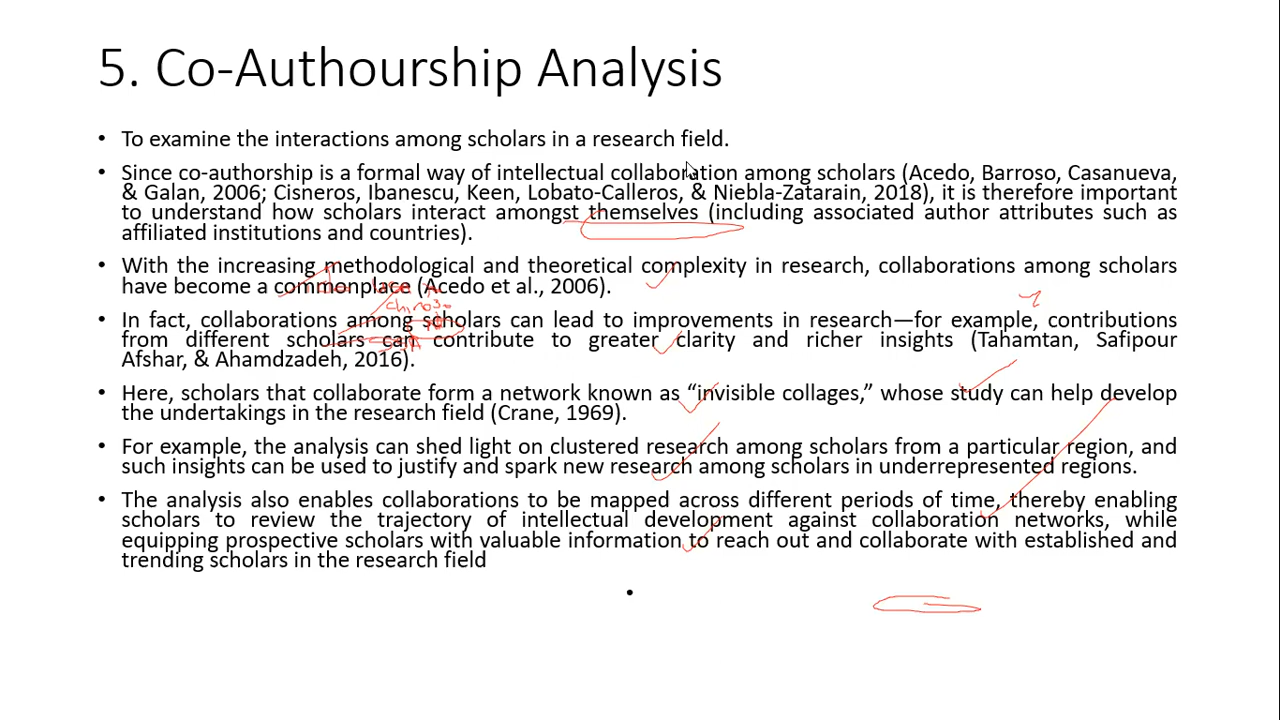 5. Co-Authourship Analysis
• To examine the interactions among scholars in a research field.
• Since co-authorship is a formal way of intellectual collaboration among scholars (Acedo, Barroso, Casanueva,
& Galan, 2006; Cisneros, Ibanescu, Keen, Lobato-Calleros, & Niebla-Zatarain, 2018), it is therefore important
to understand how scholars interact amongst themselves (including associated author attributes such as
affiliated institutions and countries).
• With the increasing methodological and theoretical complexity in research, collaborations among scholars
have become a commonplace (Acedo et al., 2006).
• In fact, collaborations among scholars can lead to improvements in research—for example, contributions
from different scholars can contribute to greater clarity and richer insights (Tahamtan, Safipour
Afshar, & Ahamdzadeh, 2016).
• Here, scholars that collaborate form a network known as “invisible collages,” whose study can help develop
the undertakings in the research field (Crane, 1969).
• For example, the analysis can shed light on clustered research among scholars from a particular region, and
such insights can be used to justify and spark new research among scholars in underrepresented regions.
• The analysis also enables collaborations to be mapped across different periods of time, thereby enabling
scholars to review the trajectory of intellectual development against collaboration networks, while
equipping prospective scholars with valuable information to reach out and collaborate with established and
trending scholars in the research field
•